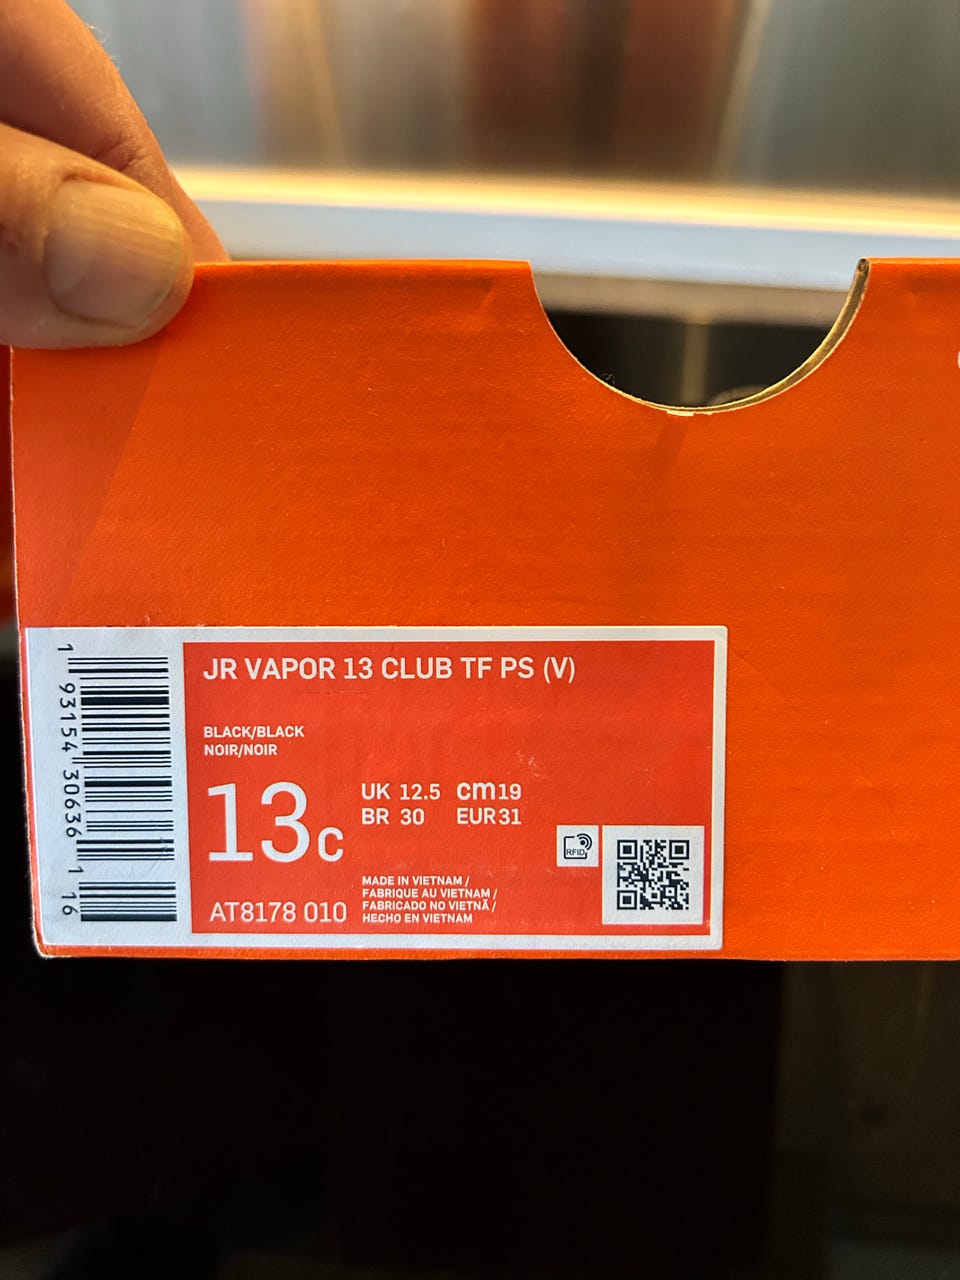 JR VAPOR 13 CLUB TF PS (V)
BLACK/BLACK
NOIR/NOIR
13C
UK 12.5 cm19
BR 30 EUR31
RFID
MADE IN VIETNAM /
FABRIQUE AU VIETNAM /
FABRICADO NO VIETNÃ /
HECHO EN VIETNAM
AT8178 010
1 93154 30636 1 16